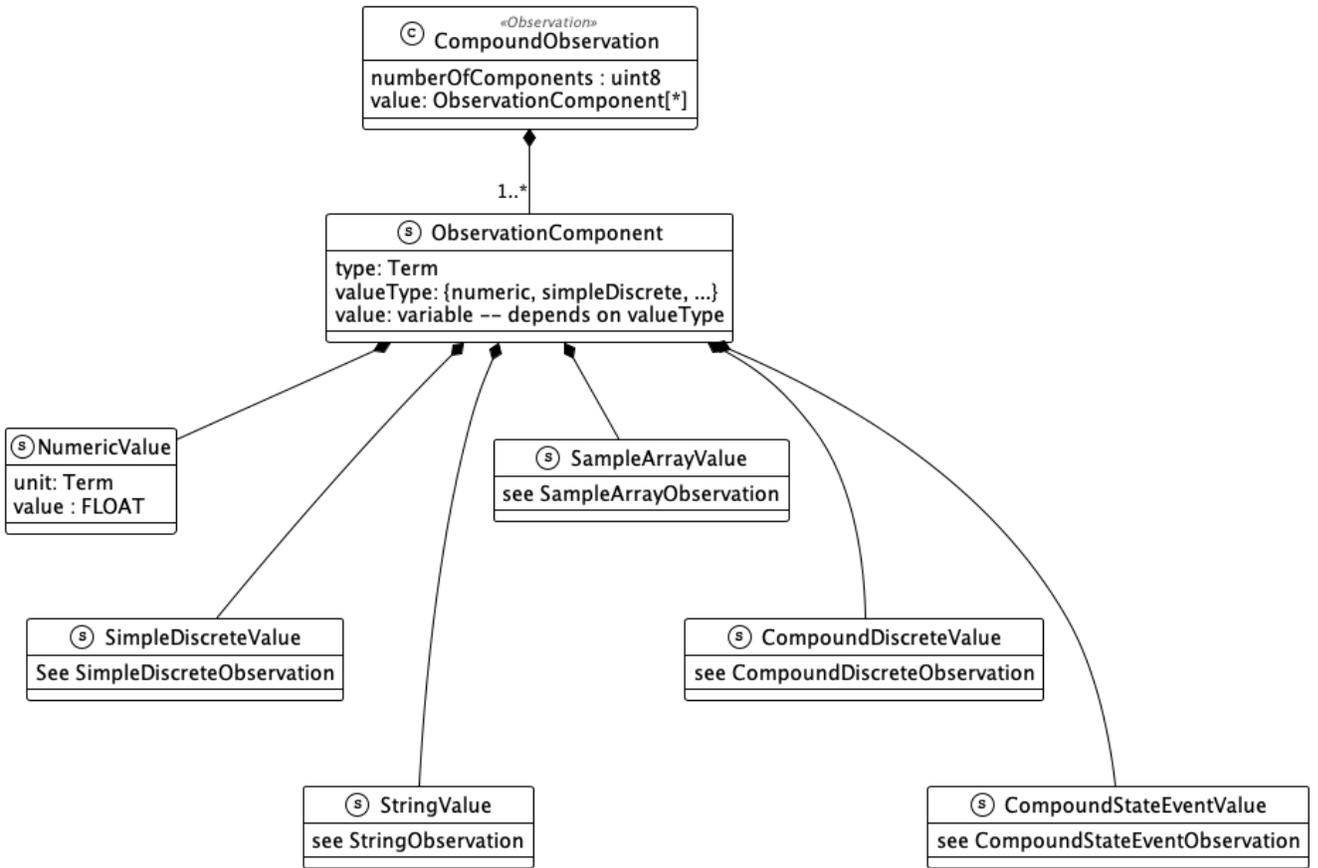 «Observation»
C CompoundObservation
numberOfComponents : uint8
value: ObservationComponent[*]
1..*
S ObservationComponent
type: Term
valueType: {numeric, simpleDiscrete, ...}
value: variable -- depends on valueType
S NumericValue
unit: Term
value : FLOAT
S SampleArrayValue
see SampleArrayObservation
S SimpleDiscreteValue
See SimpleDiscreteObservation
S CompoundDiscreteValue
see CompoundDiscreteObservation
S StringValue
see StringObservation
S CompoundStateEventValue
see CompoundStateEventObservation